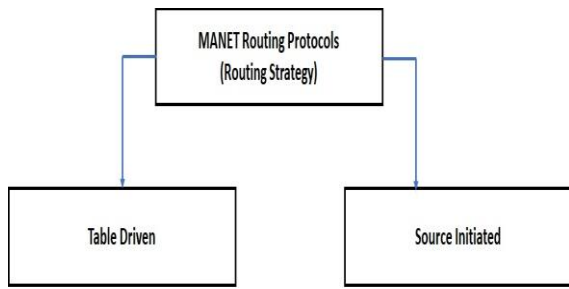 MANET Routing Protocols
(Routing Strategy)
Table Driven
Source Initiated